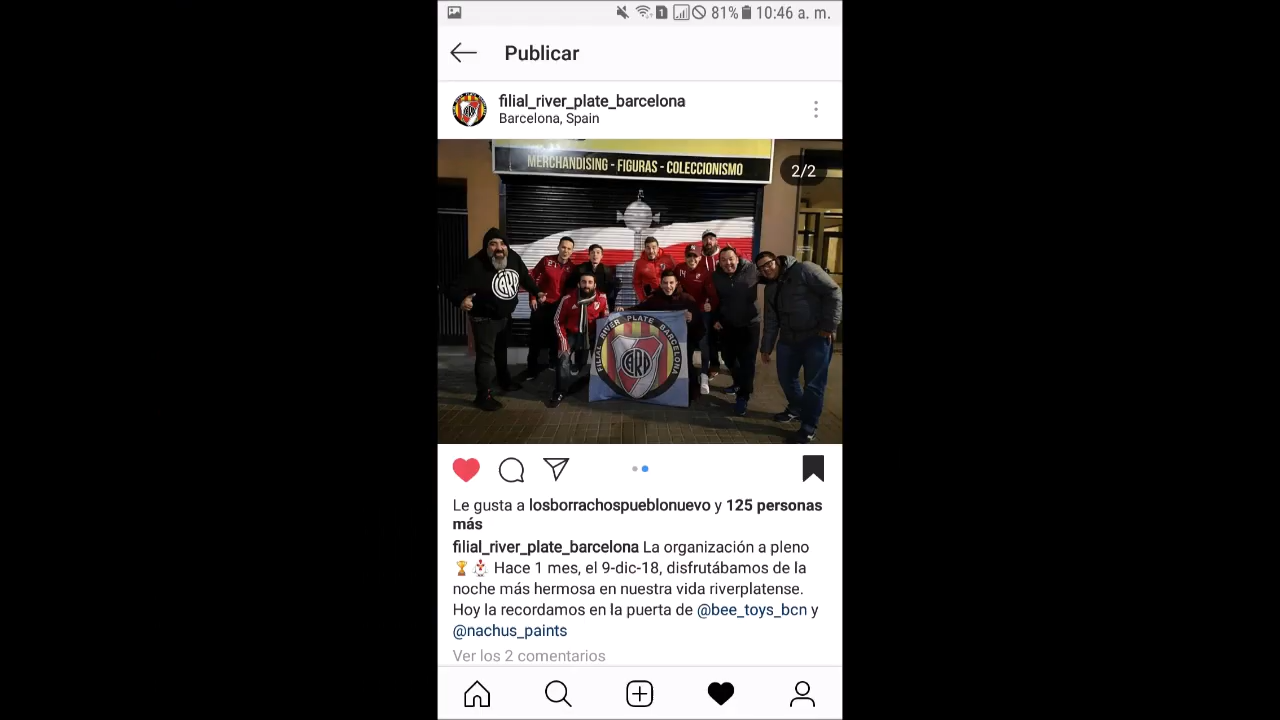 81% 10:46 a. m.
Publicar
filial_river_plate_barcelona
Barcelona, Spain
MERCHANDISING - FIGURAS - COLECCIONISMO
2/2
CARP
21
14
FILIAL RIVER PLATE BARCELONA
CARP
Le gusta a losborrachospueblonuevo y 125 personas
más
filial_river_plate_barcelona La organización a pleno
🏆🐔 Hace 1 mes, el 9-dic-18, disfrutábamos de la
noche más hermosa en nuestra vida riverplatense.
Hoy la recordamos en la puerta de @bee_toys_bcn y
@nachus_paints
Ver los 2 comentarios